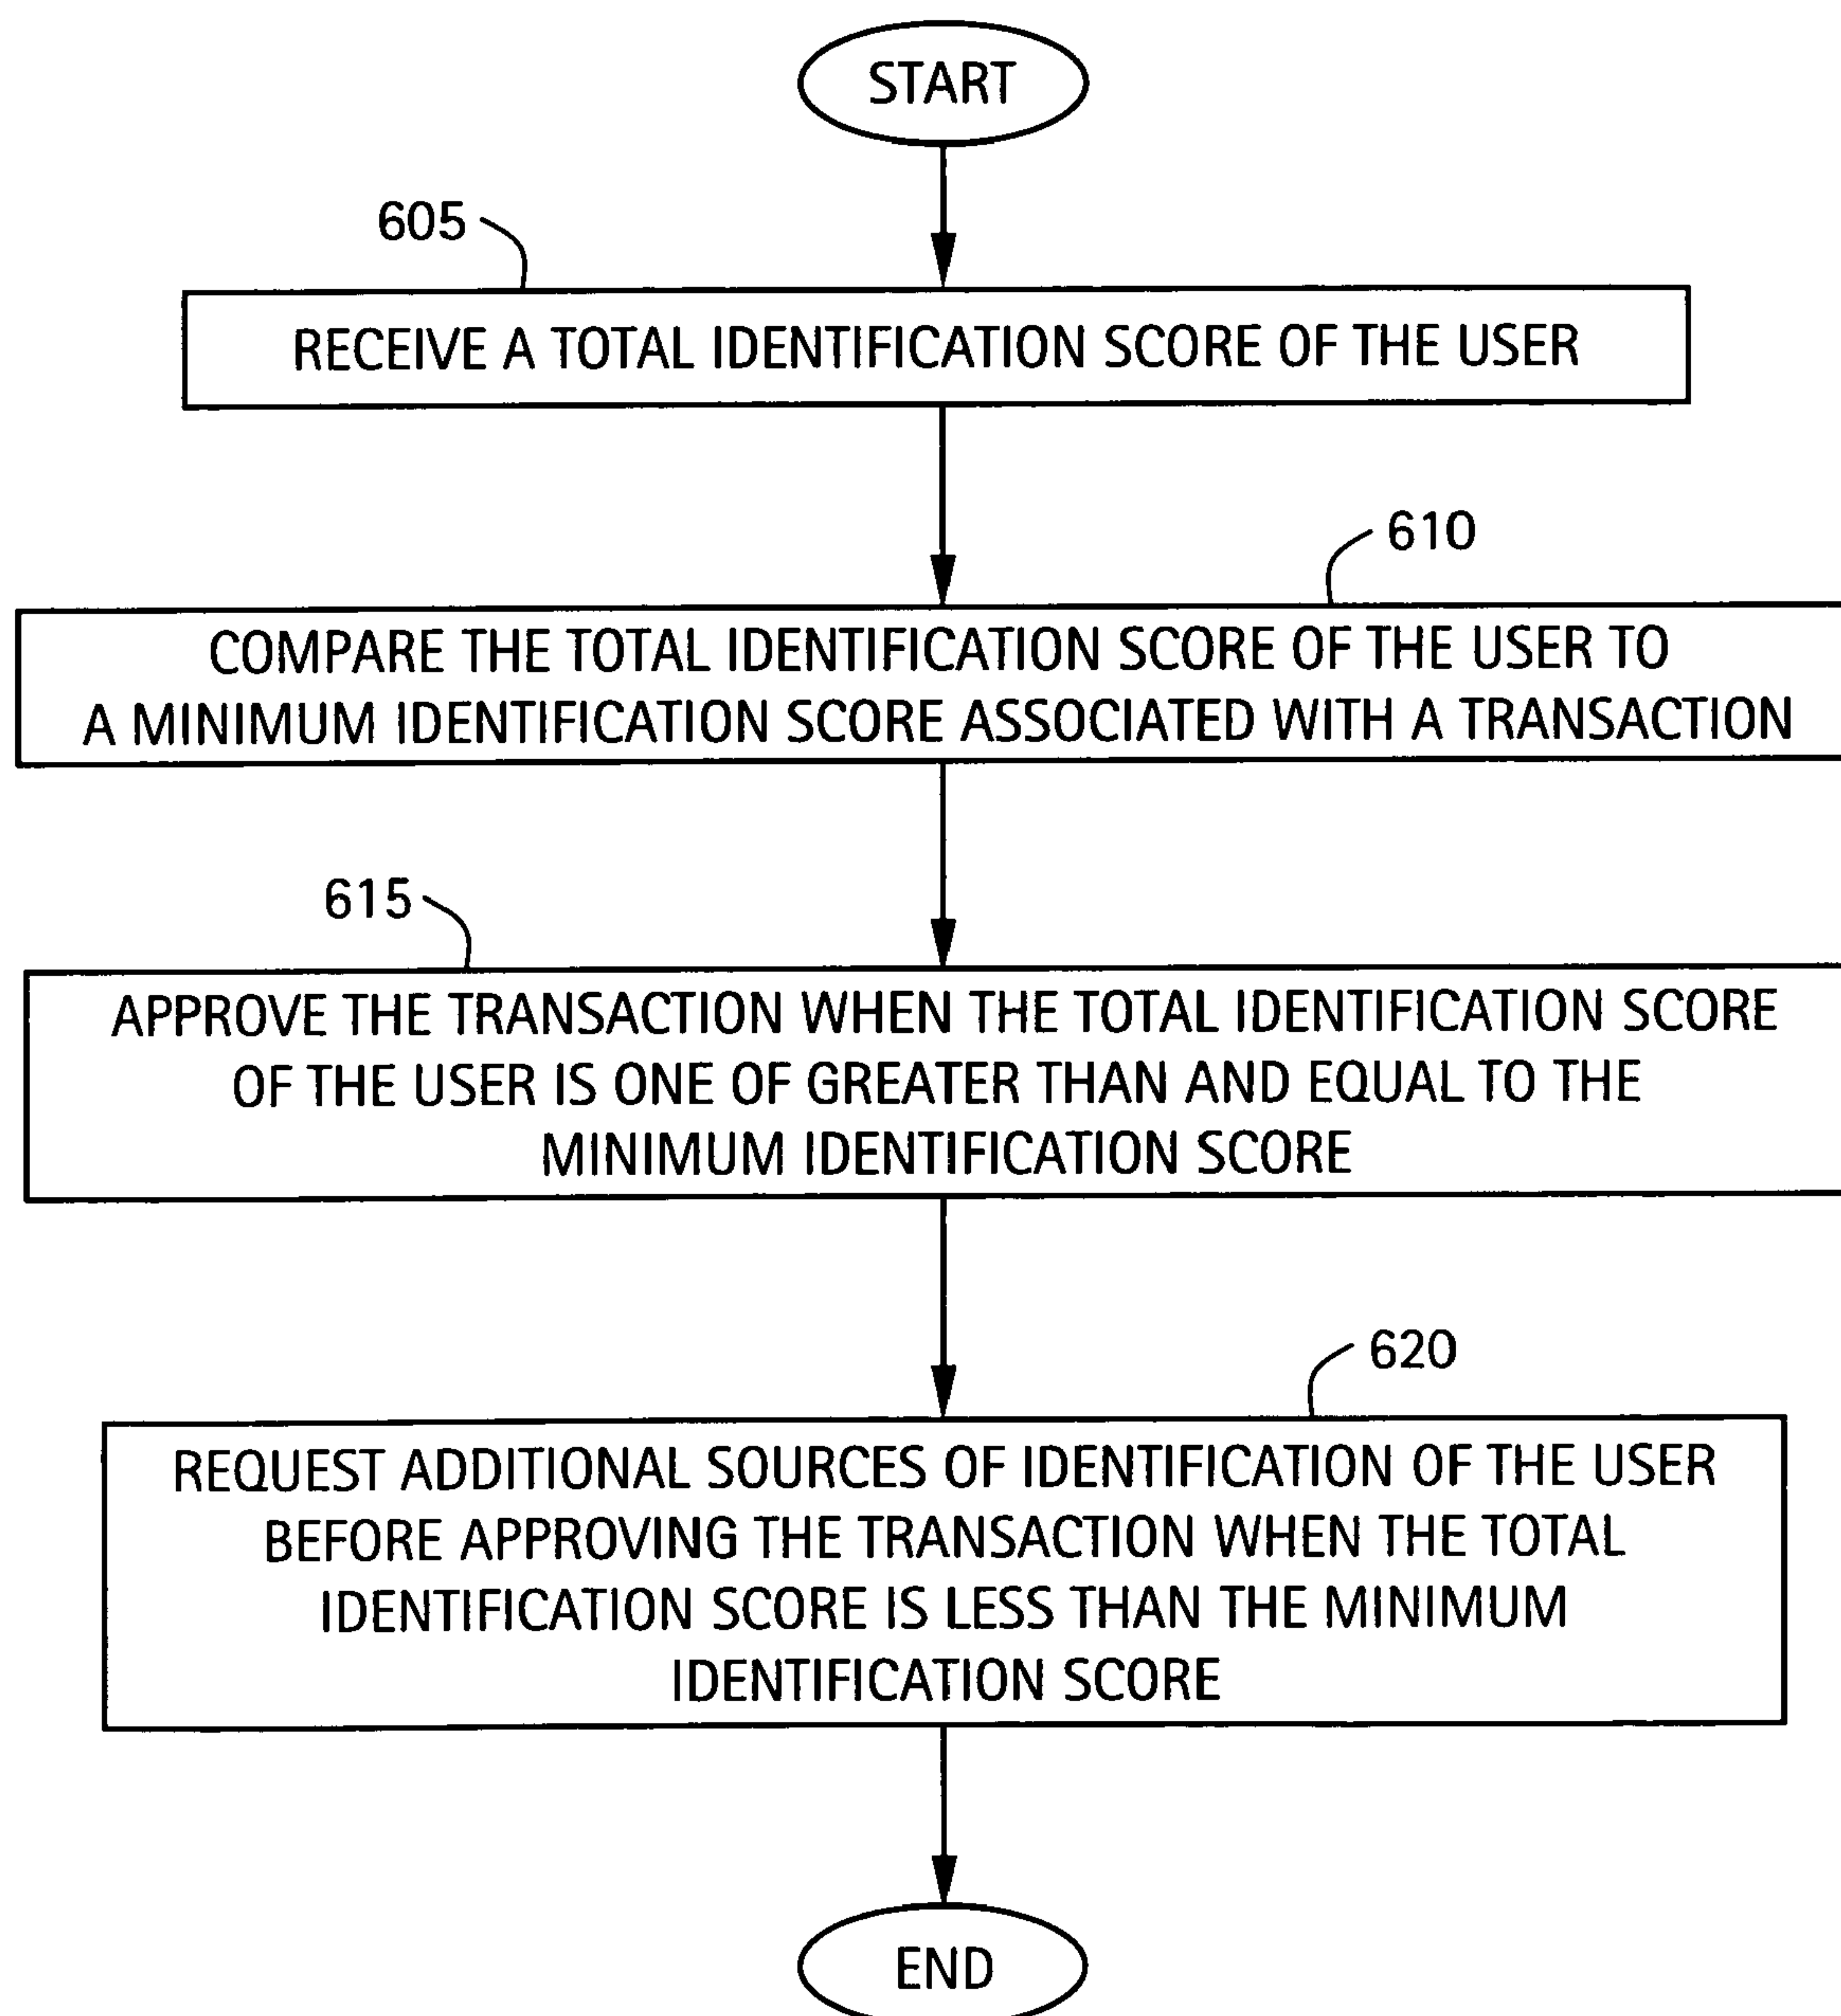 START
605
RECEIVE A TOTAL IDENTIFICATION SCORE OF THE USER
610
COMPARE THE TOTAL IDENTIFICATION SCORE OF THE USER TO
A MINIMUM IDENTIFICATION SCORE ASSOCIATED WITH A TRANSACTION
615
APPROVE THE TRANSACTION WHEN THE TOTAL IDENTIFICATION SCORE
OF THE USER IS ONE OF GREATER THAN AND EQUAL TO THE
MINIMUM IDENTIFICATION SCORE
620
REQUEST ADDITIONAL SOURCES OF IDENTIFICATION OF THE USER
BEFORE APPROVING THE TRANSACTION WHEN THE TOTAL
IDENTIFICATION SCORE IS LESS THAN THE MINIMUM
IDENTIFICATION SCORE
END